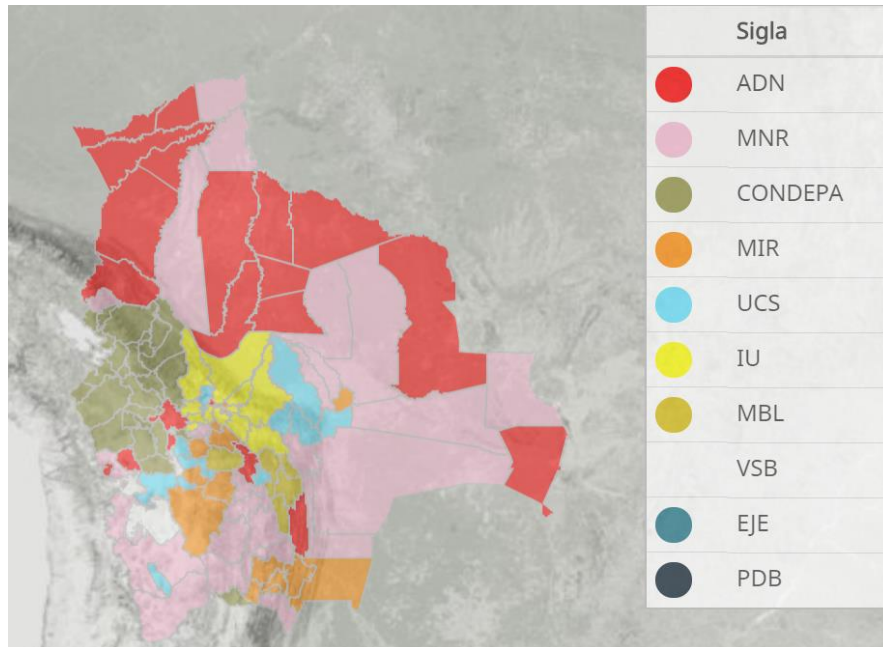 Sigla
ADN
MNR
CONDEPA
MIR
UCS
IU
MBL
VSB
EJE
PDB